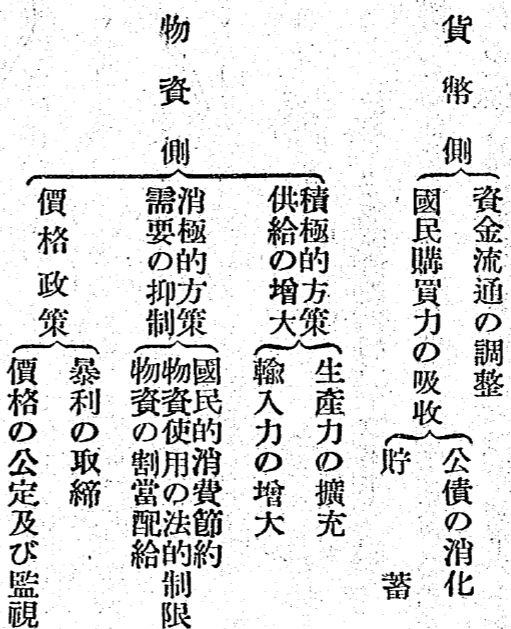 貨幣側
資金流通の調整
國民購買力の吸收
公債の消化
貯蓄
物資側
積極的方策
供給の增大
生產力の擴充
輸入力の增大
消極的方策
需要の抑制
國民的消費節約
物資使用の法的制限
物資の割當配給
價格政策
暴利の取締
價格の公定及び監視